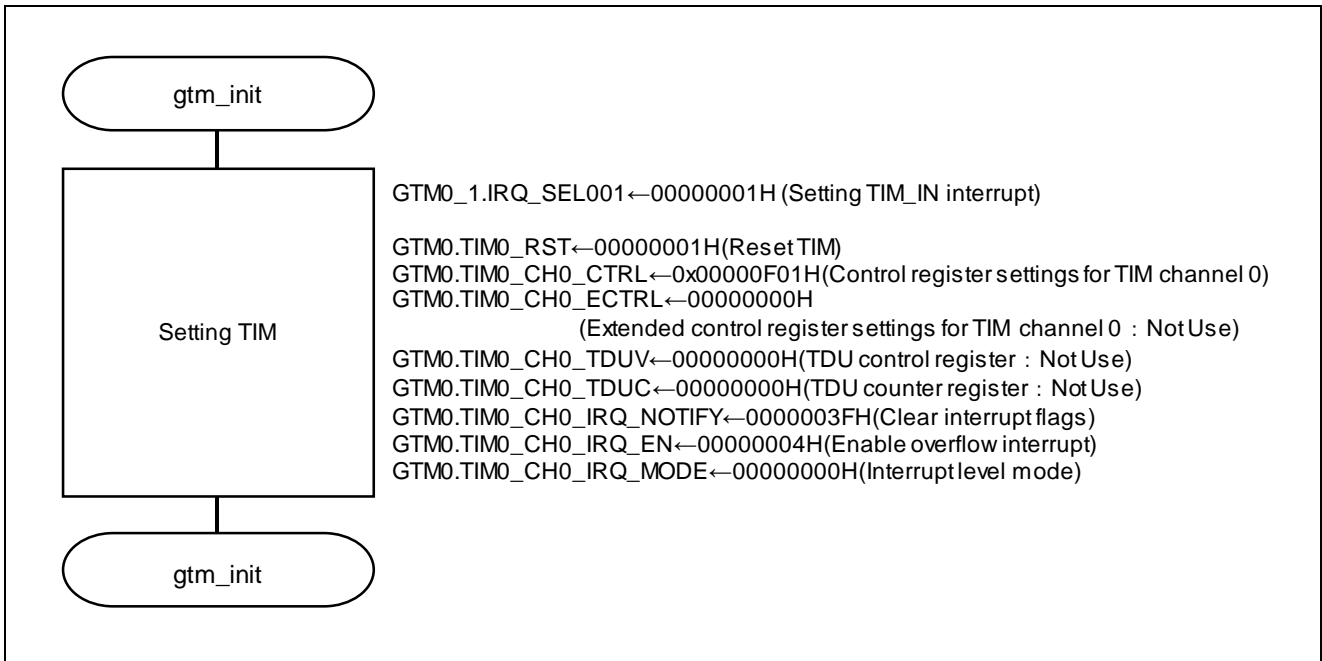 gtm_init
Setting TIM
GTM0_1.IRQ_SEL001←00000001H (Setting TIM_IN interrupt)
GTM0.TIM0_RST←00000001H(Reset TIM)
GTM0.TIM0_CH0_CTRL←0x00000F01H(Control register settings for TIM channel 0)
GTM0.TIM0_CH0_ECTRL←00000000H
(Extended control register settings for TIM channel 0：Not Use)
GTM0.TIM0_CH0_TDUV←00000000H(TDU control register：Not Use)
GTM0.TIM0_CH0_TDUC←00000000H(TDU counter register：Not Use)
GTM0.TIM0_CH0_IRQ_NOTIFY←0000003FH(Clear interrupt flags)
GTM0.TIM0_CH0_IRQ_EN←00000004H(Enable overflow interrupt)
GTM0.TIM0_CH0_IRQ_MODE←00000000H(Interrupt level mode)
gtm_init